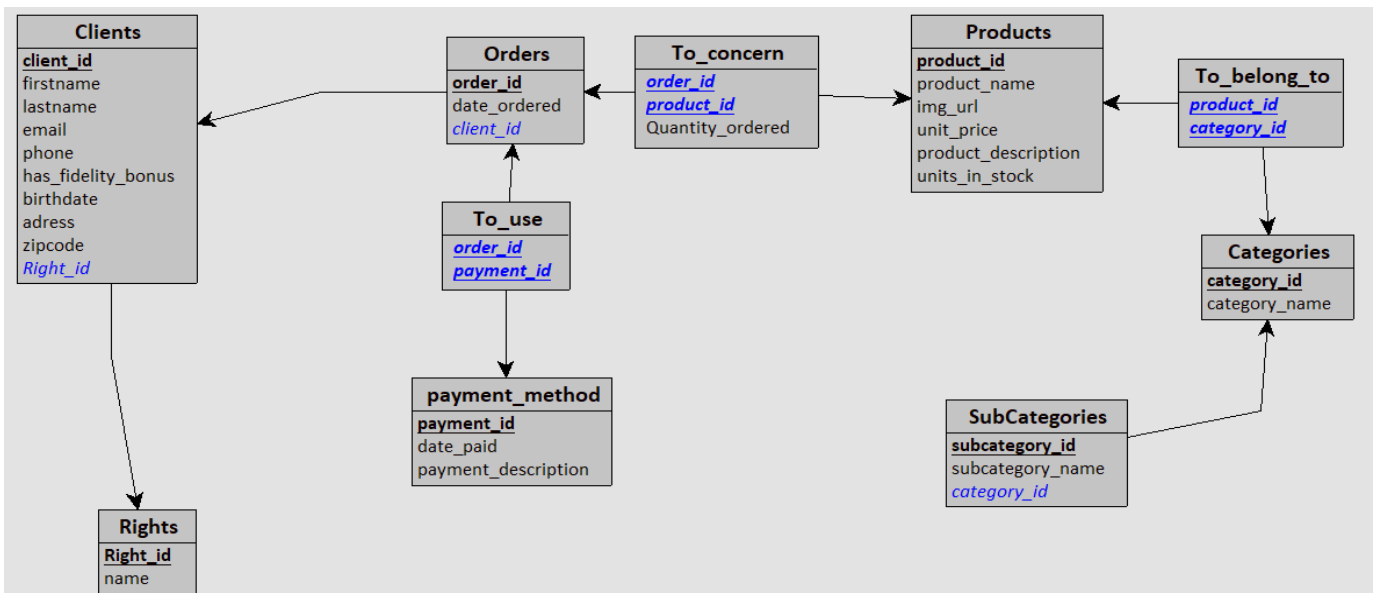 Clients
client_id
firstname
lastname
email
phone
has_fidelity_bonus
birthdate
adress
zipcode
Right_id
Orders
order_id
date_ordered
client_id
To_concern
order_id
product_id
Quantity_ordered
Products
product_id
product_name
img_url
unit_price
product_description
units_in_stock
To_belong_to
product_id
category_id
To_use
order_id
payment_id
Categories
category_id
category_name
payment_method
payment_id
date_paid
payment_description
SubCategories
subcategory_id
subcategory_name
category_id
Rights
Right_id
name